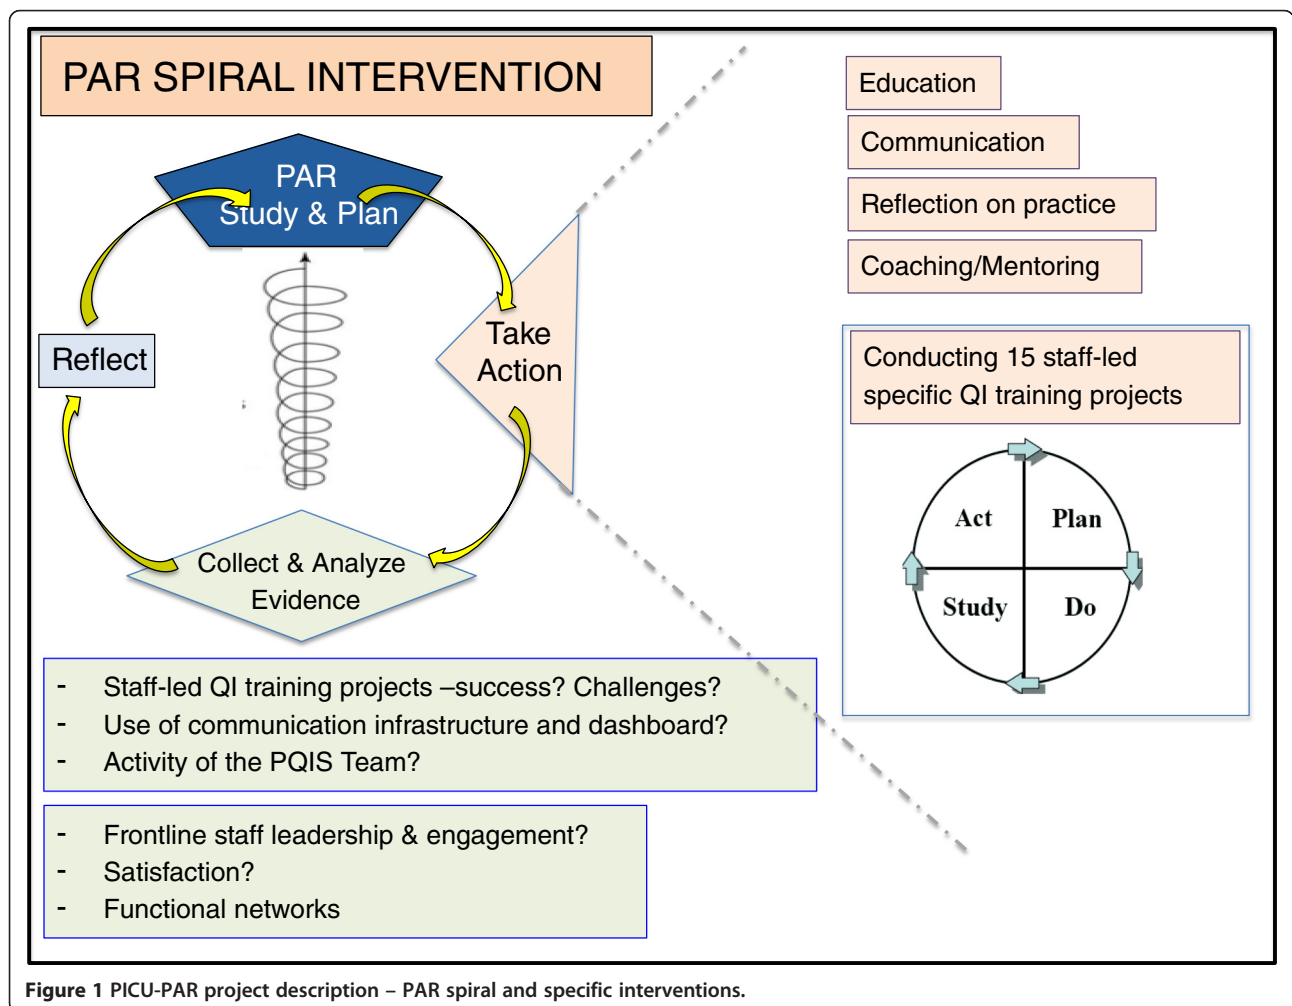 PAR SPIRAL INTERVENTION
PAR
Study & Plan
Take
Action
Collect & Analyze
Evidence
Reflect
- Staff-led QI training projects –success? Challenges?
- Use of communication infrastructure and dashboard?
- Activity of the PQIS Team?
- Frontline staff leadership & engagement?
- Satisfaction?
- Functional networks
Education
Communication
Reflection on practice
Coaching/Mentoring
Conducting 15 staff-led
specific QI training projects
Act
Plan
Study
Do
Figure 1 PICU-PAR project description – PAR spiral and specific interventions.